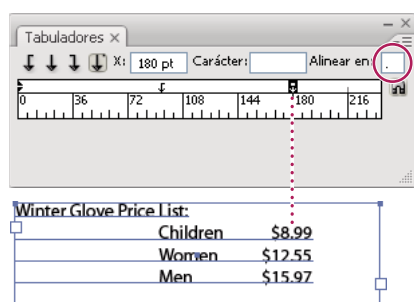 Tabuladores ×
X: 180 pt Carácter: Alinear en: .
0 36 72 108 144 180 216
Winter Glove Price List:
Children $8.99
Women $12.55
Men $15.97